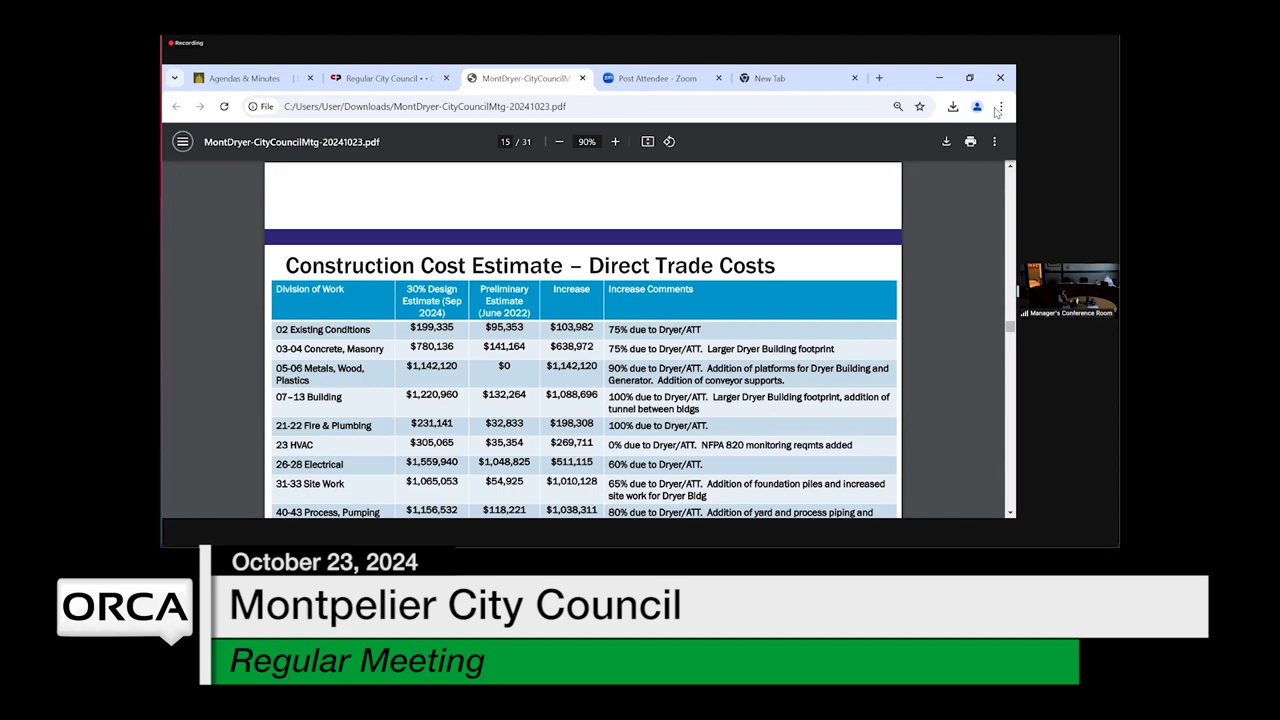 Recording
Agendas & Minutes
Regular City Council • •
MontDryer-CityCouncilM
Post Attendee - Zoom
New Tab
File C:/Users/User/Downloads/MontDryer-CityCouncilMtg-20241023.pdf
MontDryer-CityCouncilMtg-20241023.pdf
15 / 31
90%
Construction Cost Estimate – Direct Trade Costs
Division of Work
30% Design Estimate (Sep 2024)
Preliminary Estimate (June 2022)
Increase
Increase Comments
02 Existing Conditions $199,335 $95,353 $103,982 75% due to Dryer/ATT
03-04 Concrete, Masonry $780,136 $141,164 $638,972 75% due to Dryer/ATT. Larger Dryer Building footprint
05-06 Metals, Wood, Plastics $1,142,120 $0 $1,142,120 90% due to Dryer/ATT. Addition of platforms for Dryer Building and Generator. Addition of conveyor supports.
07–13 Building $1,220,960 $132,264 $1,088,696 100% due to Dryer/ATT. Larger Dryer Building footprint, addition of tunnel between bldgs
21-22 Fire & Plumbing $231,141 $32,833 $198,308 100% due to Dryer/ATT.
23 HVAC $305,065 $35,354 $269,711 0% due to Dryer/ATT. NFPA 820 monitoring reqmts added
26-28 Electrical $1,559,940 $1,048,825 $511,115 60% due to Dryer/ATT.
31-33 Site Work $1,065,053 $54,925 $1,010,128 65% due to Dryer/ATT. Addition of foundation piles and increased site work for Dryer Bldg
40-43 Process, Pumping $1,156,532 $118,221 $1,038,311 80% due to Dryer/ATT. Addition of yard and process piping and
Manager's Conference Room
October 23, 2024
ORCA
Montpelier City Council
Regular Meeting